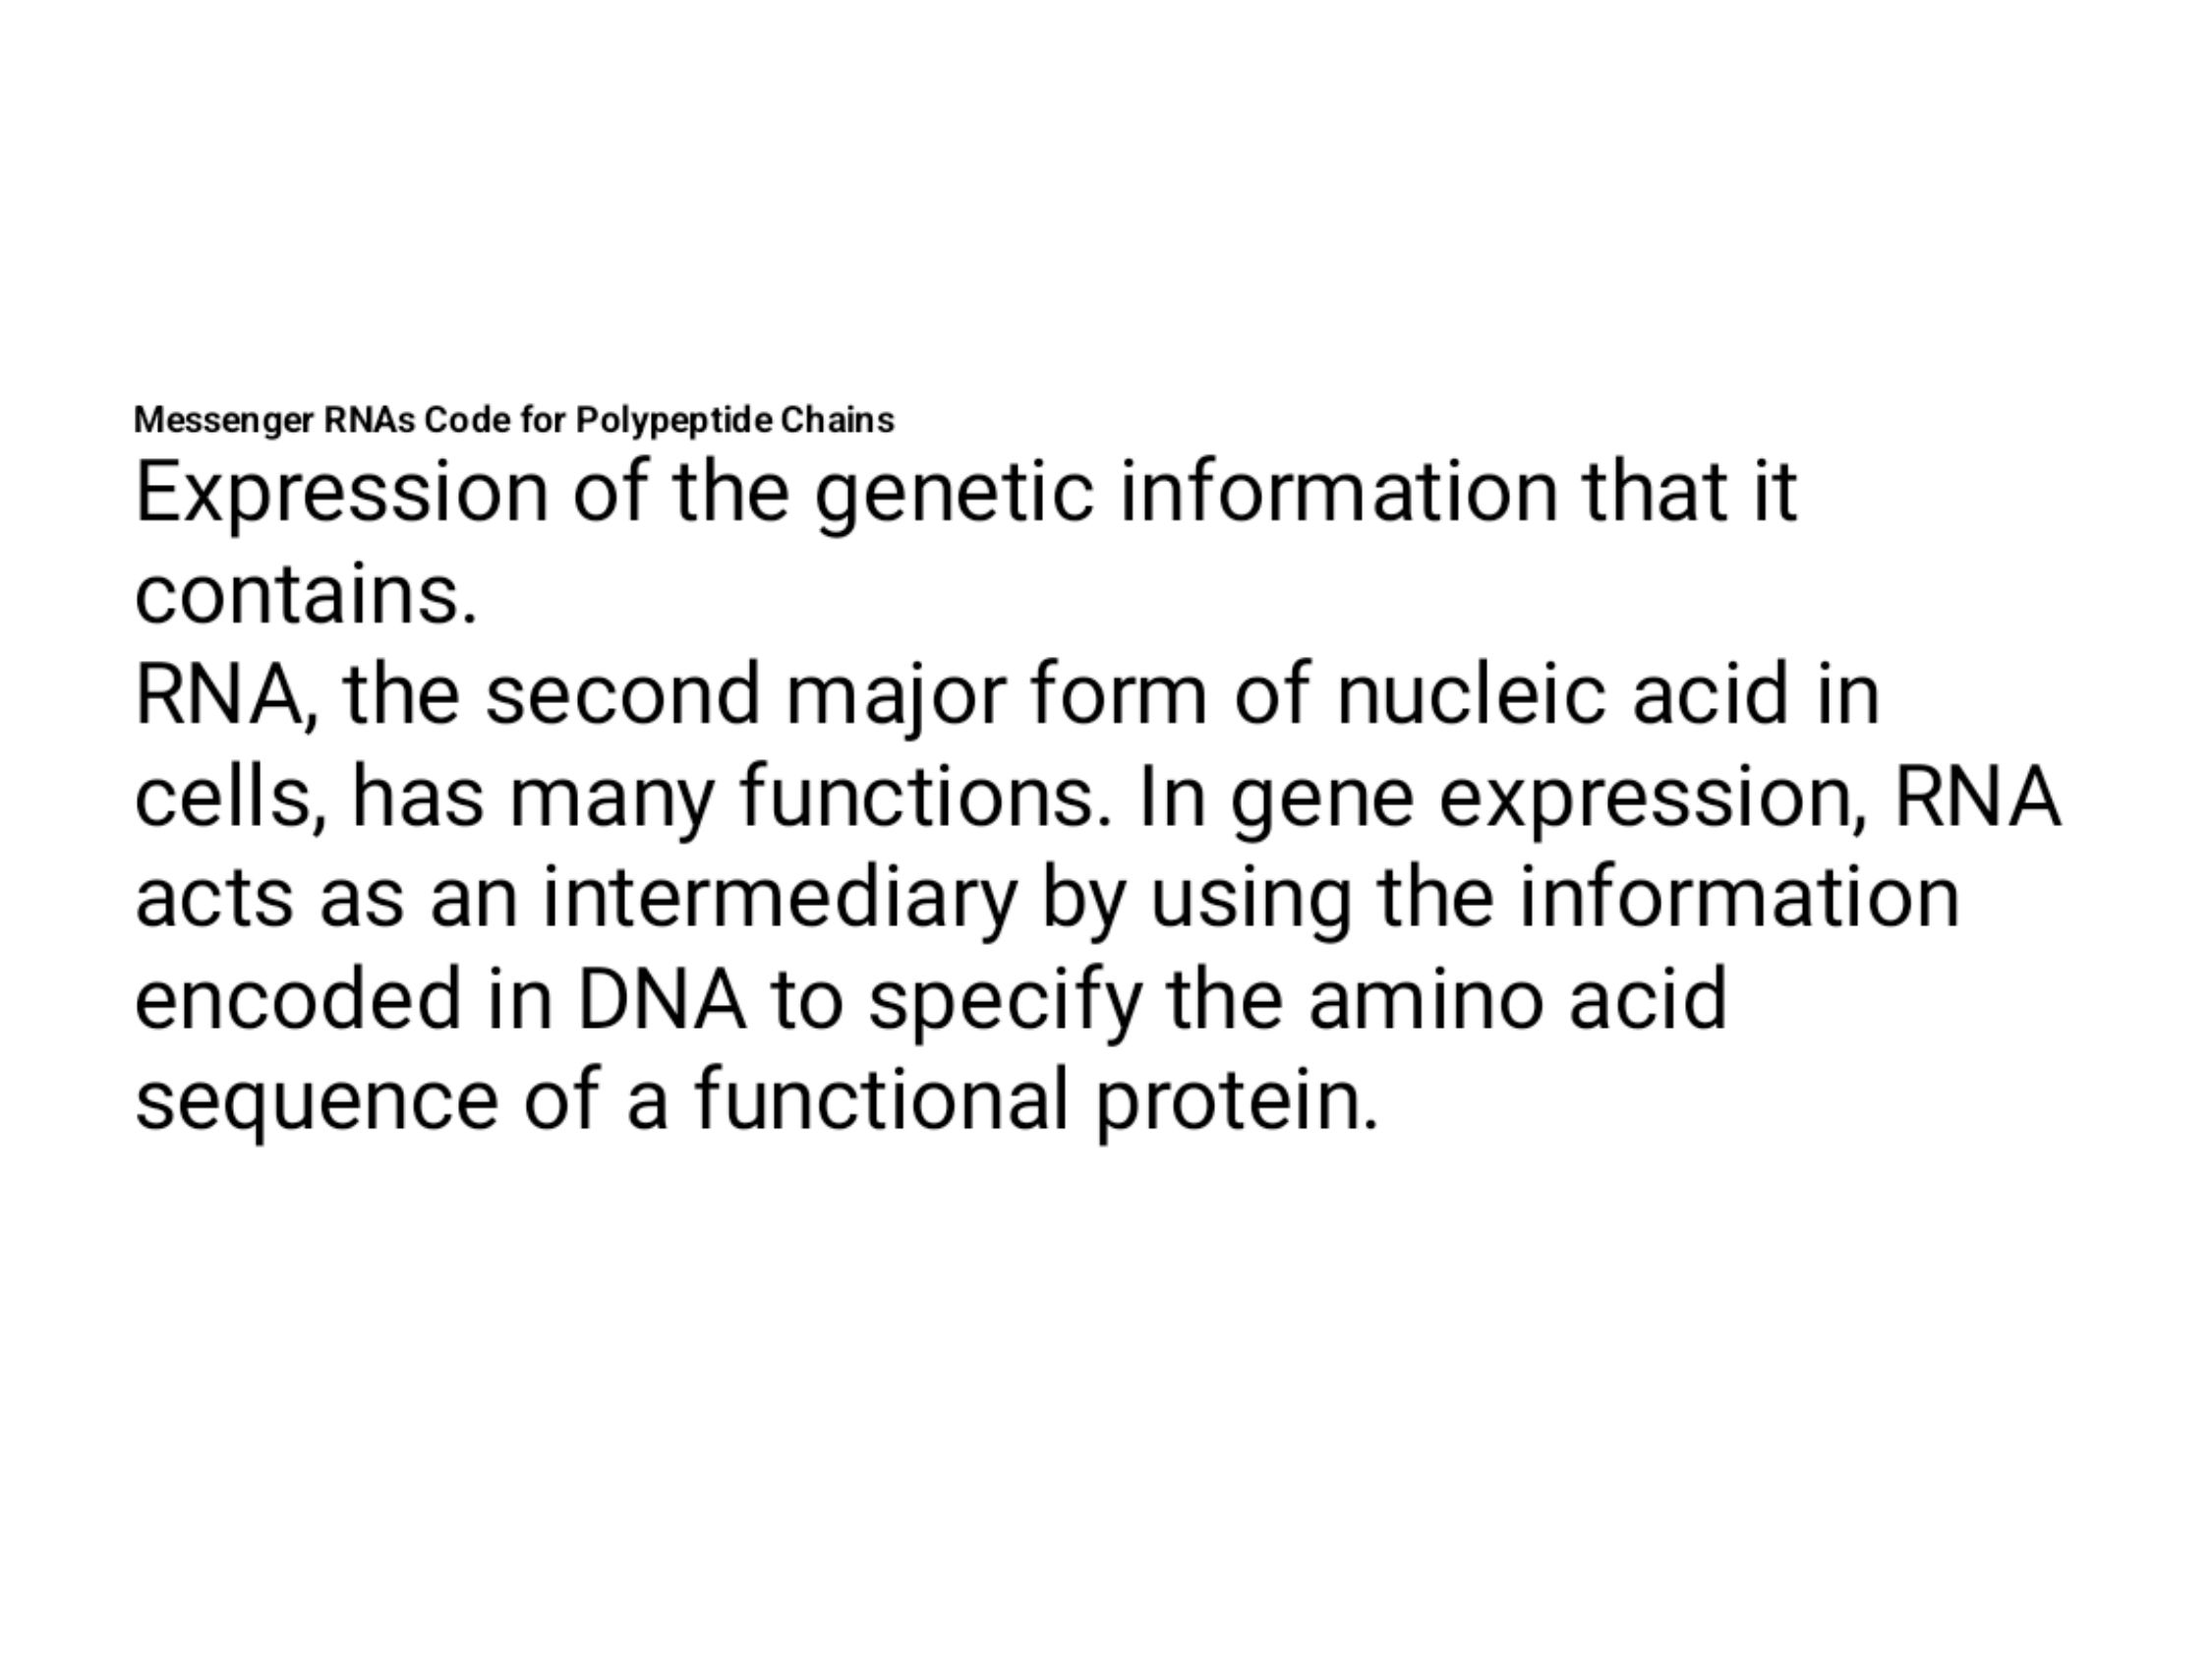 Messenger RNAs Code for Polypeptide Chains
Expression of the genetic information that it
contains.
RNA, the second major form of nucleic acid in
cells, has many functions. In gene expression, RNA
acts as an intermediary by using the information
encoded in DNA to specify the amino acid
sequence of a functional protein.